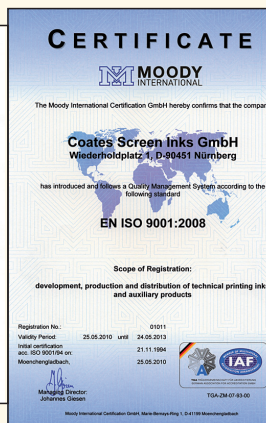 CERTIFICATE
MOODY
INTERNATIONAL
The Moody International Certification GmbH hereby confirms that the compan
Coates Screen Inks GmbH
Wiederholdplatz 1, D-90451 Nürnberg
has introduced and follows a Quality Management System according to the
following standard
EN ISO 9001:2008
Scope of Registration:
development, production and distribution of technical printing inks
and auxiliary products
Registration No.: 01011
Validity Period: 25.05.2010 until 24.05.2013
Initial certification
acc. ISO 9001/94 on: 21.11.1994
Moenchengladbach, 25.05.2010
Managing Director:
Johannes Giesen
IAF
TGA-ZM-07-93-00
Moody International Certification GmbH, Marie-Bernays-Ring 1, D-41199 Moenchengladbach